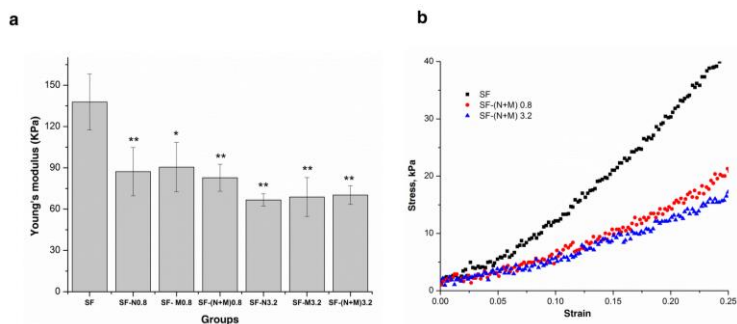 a
Young's modulus (KPa)
150
120
90
60
30
0
**
*
**
**
**
**
SF
SF-N0.8
SF- M0.8
SF-(N+M)0.8
SF-N3.2
SF-M3.2
SF-(N+M)3.2
Groups
b
Stress, kPa
40
30
20
10
0
SF
SF-(N+M) 0.8
SF-(N+M) 3.2
0.00
0.05
0.10
0.15
0.20
0.25
Strain